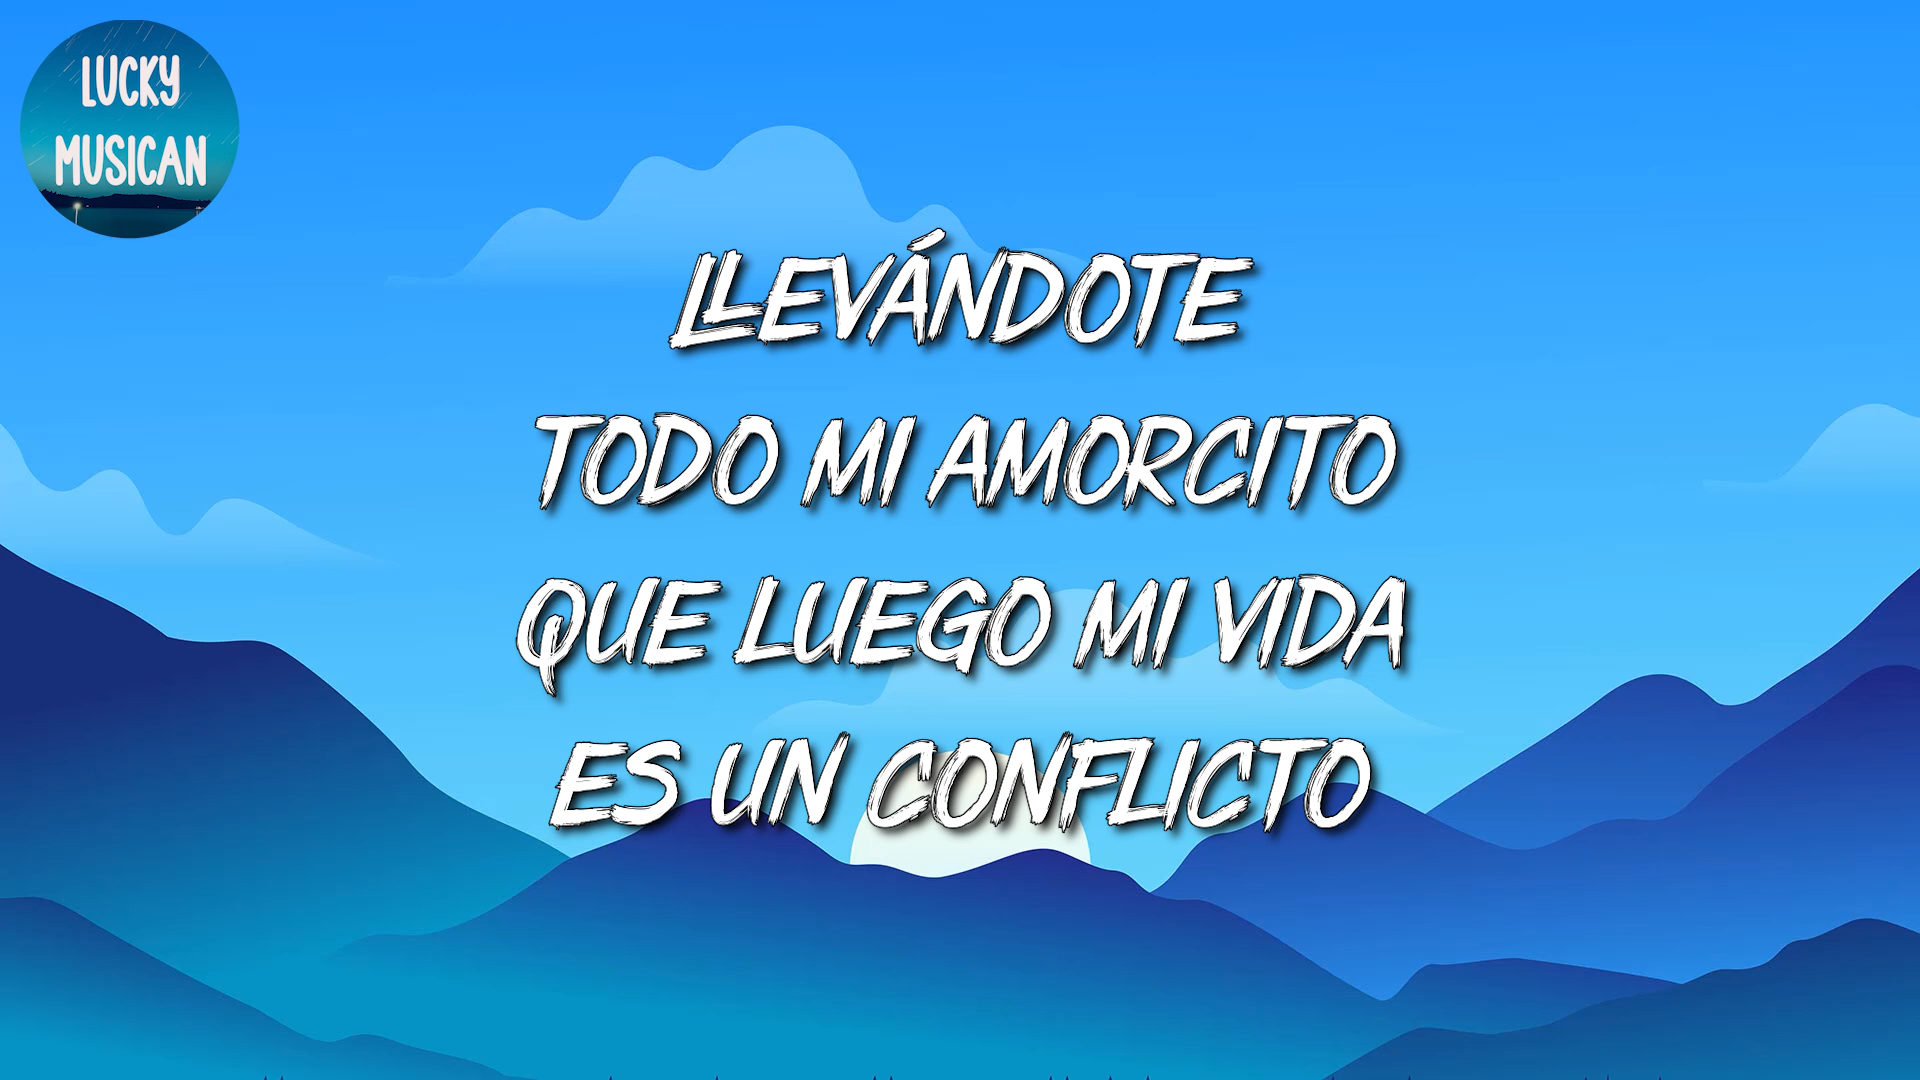 LUCKY
MUSICAN
LLEVÁNDOTE
TODO MI AMORCITO
QUE LUEGO MI VIDA
ES UN CONFLICTO